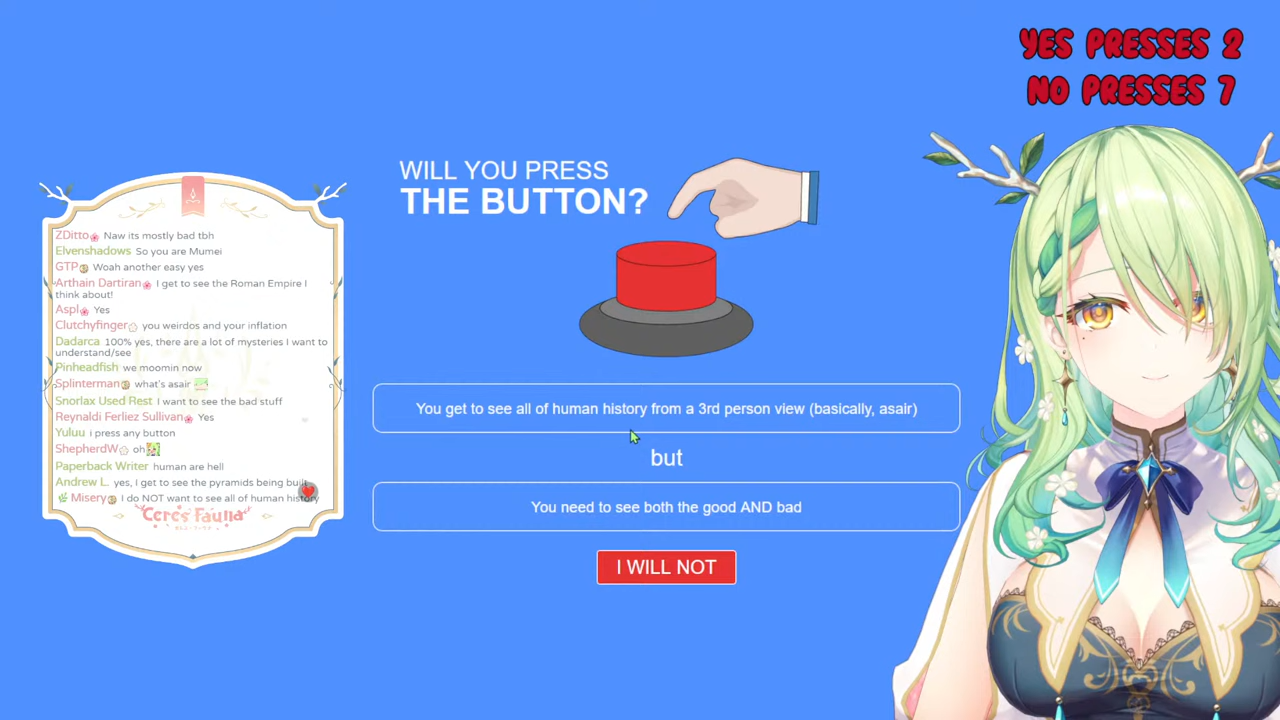 YES PRESSES 2
NO PRESSES 7
WILL YOU PRESS
THE BUTTON?
ZDitto Naw its mostly bad tbh
Elvenshadows So you are Mumei
GTP Woah another easy yes
Arthain Dartiran I get to see the Roman Empire I
think about!
Aspl Yes
Clutchyfinger you weirdos and your inflation
Dadarca 100% yes, there are a lot of mysteries I want to
understand/see
Pinheadfish we moomin now
Splinterman what's asair
Snorlax Used Rest I want to see the bad stuff
Reynaldi Ferliez Sullivan Yes
Yuluu i press any button
ShepherdW oh
Paperback Writer human are hell
Andrew L. yes, I get to see the pyramids being built
Misery I do NOT want to see all of human history
Ceres Fauna
You get to see all of human history from a 3rd person view (basically, asair)
but
You need to see both the good AND bad
I WILL NOT